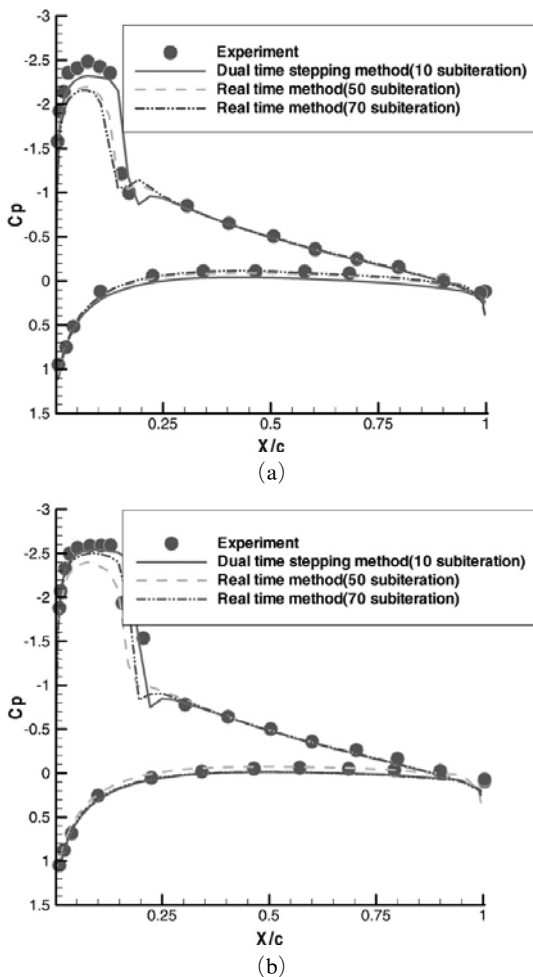 -3
-2.5
-2
-1.5
-1
-0.5
0
0.5
1
1.5
Cp
Experiment
Dual time stepping method(10 subiteration)
Real time method(50 subiteration)
Real time method(70 subiteration)
0.25 0.5 0.75 1
X/c
(a)
-3
-2.5
-2
-1.5
-1
-0.5
0
0.5
1
1.5
Cp
Experiment
Dual time stepping method(10 subiteration)
Real time method(50 subiteration)
Real time method(70 subiteration)
0.25 0.5 0.75 1
X/c
(b)